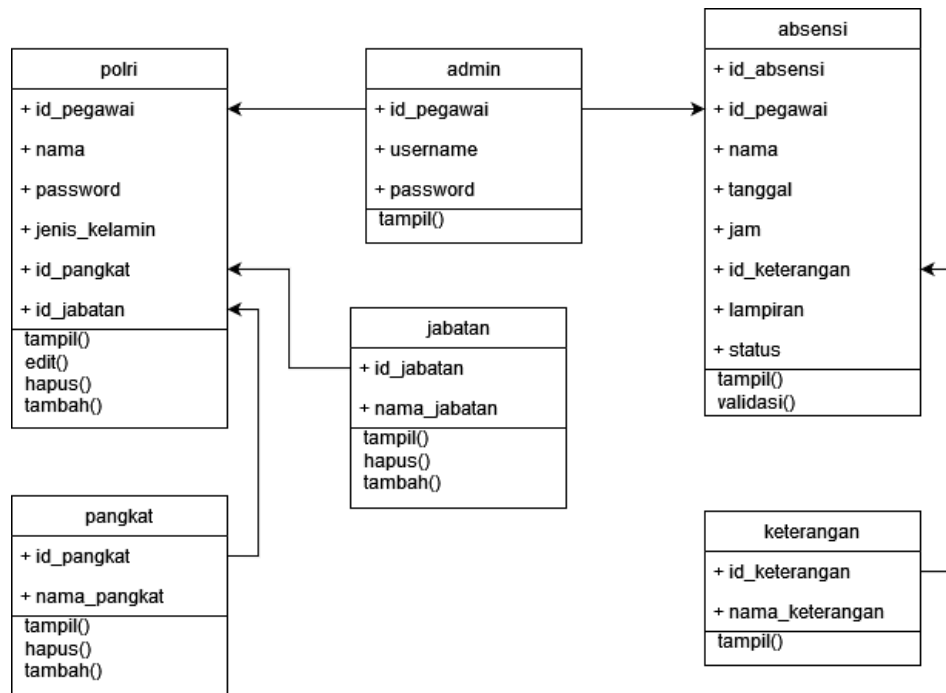 polri
+ id_pegawai
+ nama
+ password
+ jenis_kelamin
+ id_pangkat
+ id_jabatan
tampil()
edit()
hapus()
tambah()
admin
+ id_pegawai
+ username
+ password
tampil()
absensi
+ id_absensi
+ id_pegawai
+ nama
+ tanggal
+ jam
+ id_keterangan
+ lampiran
+ status
tampil()
validasi()
jabatan
+ id_jabatan
+ nama_jabatan
tampil()
hapus()
tambah()
pangkat
+ id_pangkat
+ nama_pangkat
tampil()
hapus()
tambah()
keterangan
+ id_keterangan
+ nama_keterangan
tampil()